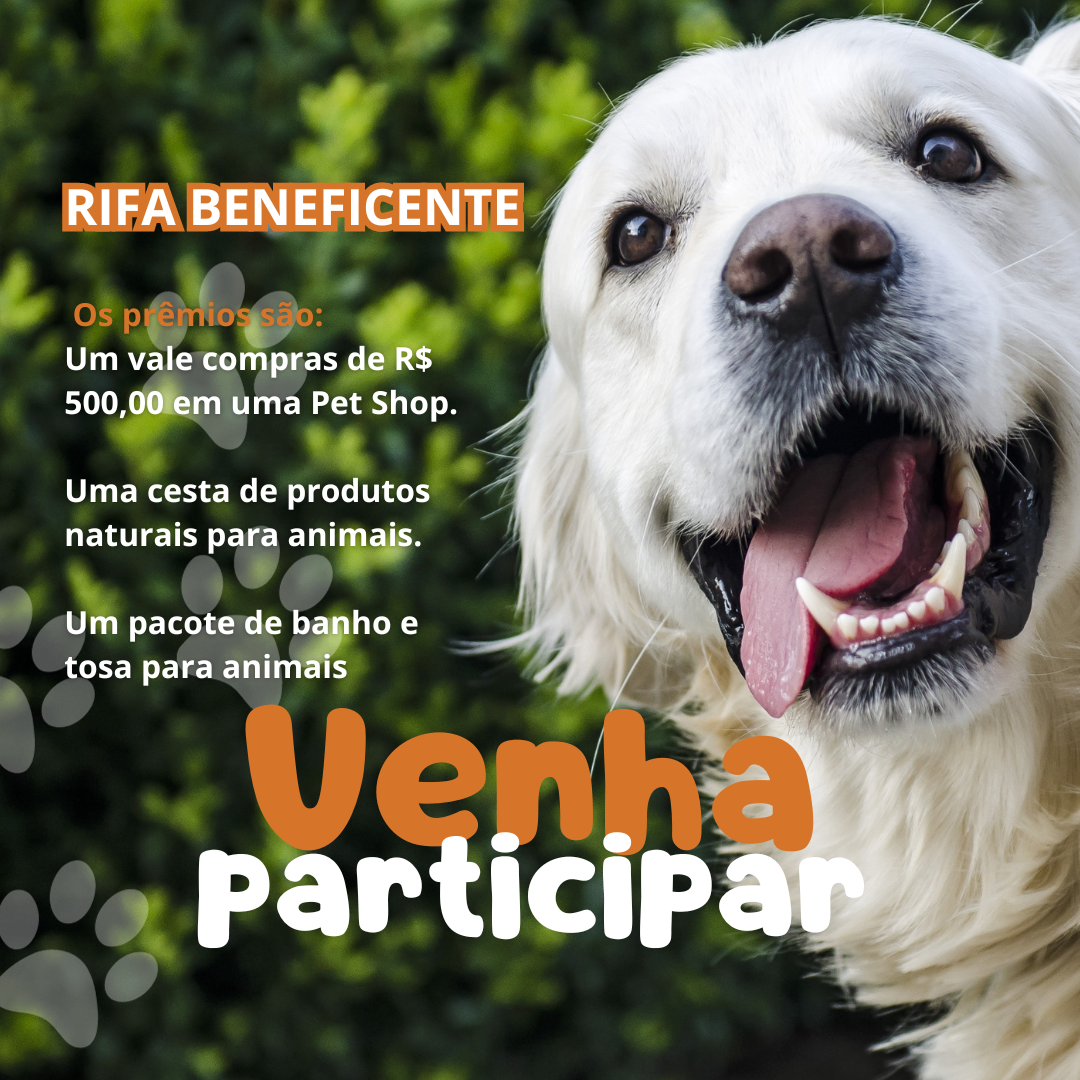 RIFA BENEFICENTE
Os prêmios são:
Um vale compras de R$
500,00 em uma Pet Shop.
Uma cesta de produtos
naturais para animais.
Um pacote de banho e
tosa para animais
Venha
participar